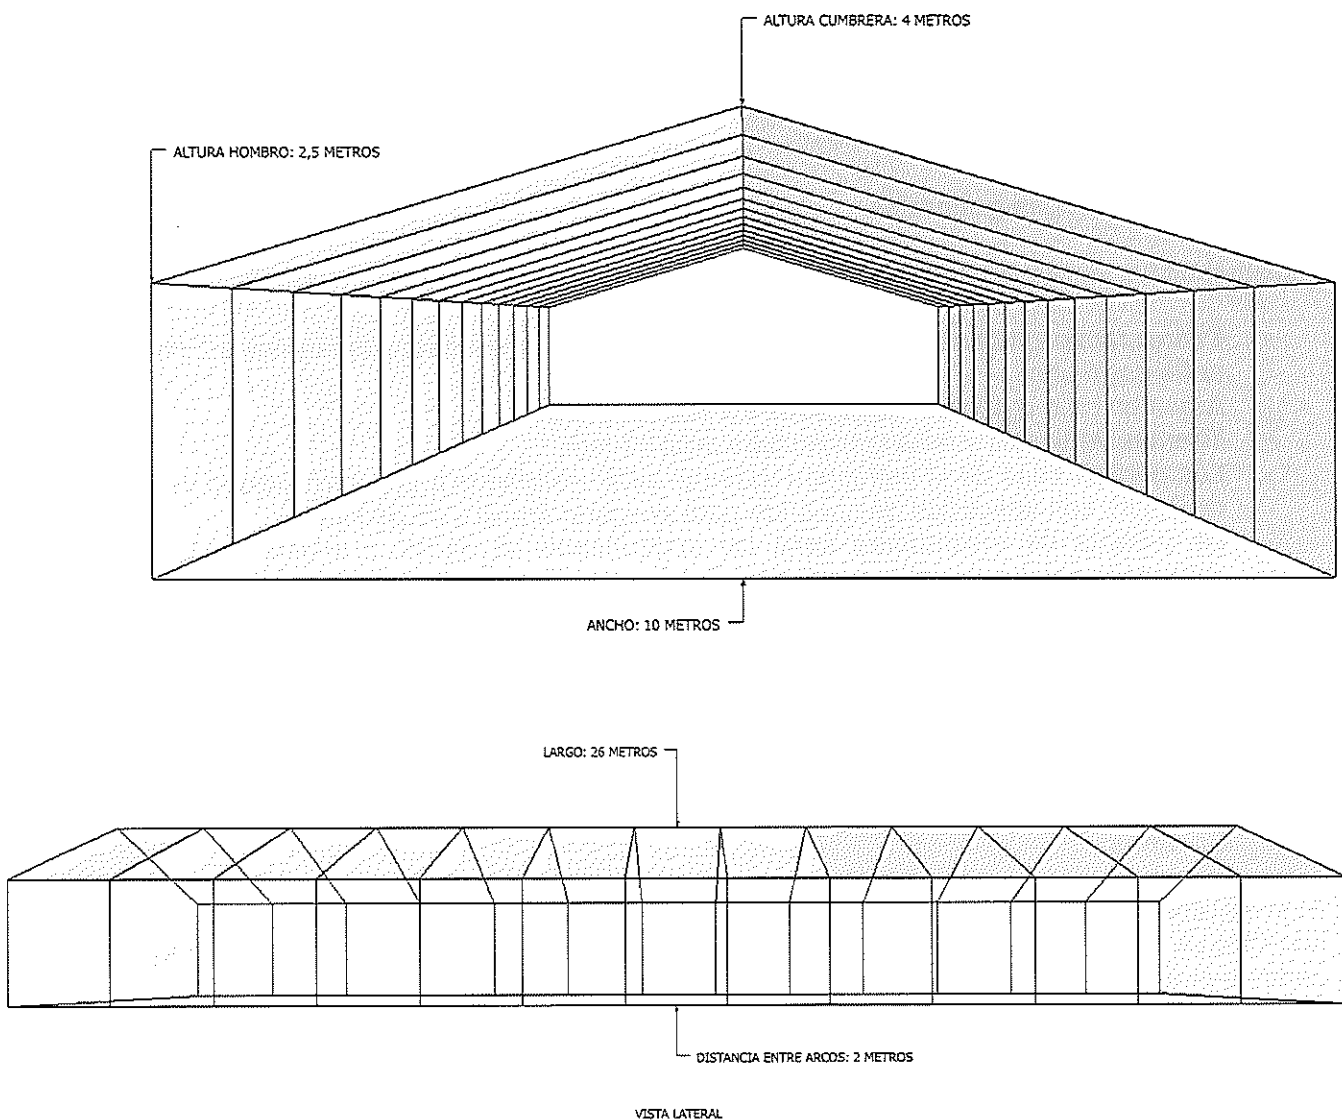 ALTURA CUMBRERA: 4 METROS
ALTURA HOMBRO: 2,5 METROS
ANCHO: 10 METROS
LARGO: 26 METROS
DISTANCIA ENTRE ARCOS: 2 METROS
VISTA LATERAL